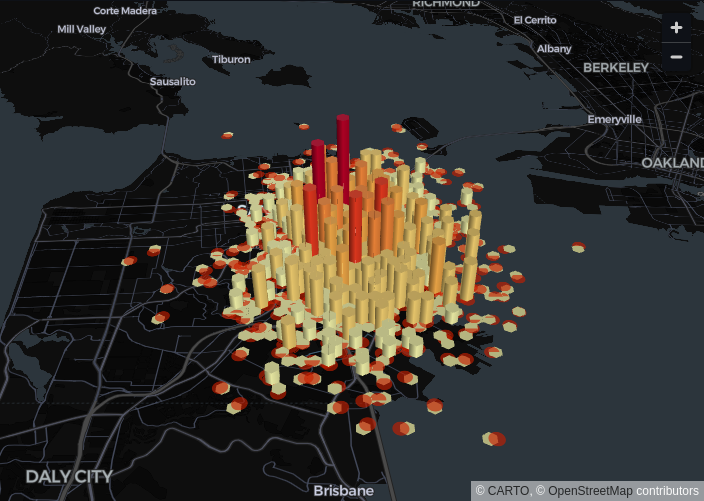 RICHMOND
Corte Madera
Mill Valley
El Cerrito
Albany
Tiburon
BERKELEY
Sausalito
Emeryville
OAKLAND
DALY CITY
Brisbane
© CARTO, © OpenStreetMap contributors
+
−